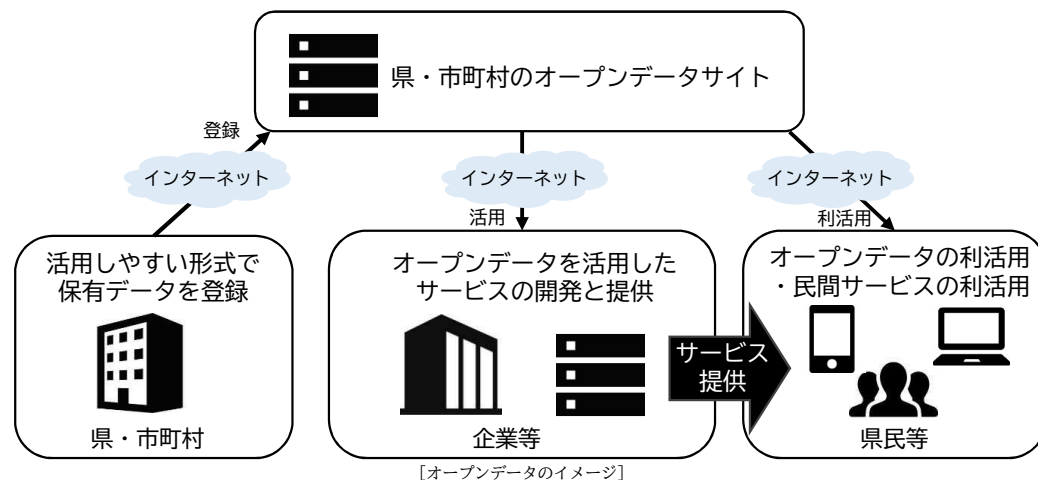 県・市町村のオープンデータサイト
登録
インターネット
インターネット
インターネット
活用
利活用
活用しやすい形式で
保有データを登録
県・市町村
オープンデータを活用した
サービスの開発と提供
企業等
サービス
提供
オープンデータの利活用
・民間サービスの利活用
県民等
[オープンデータのイメージ]